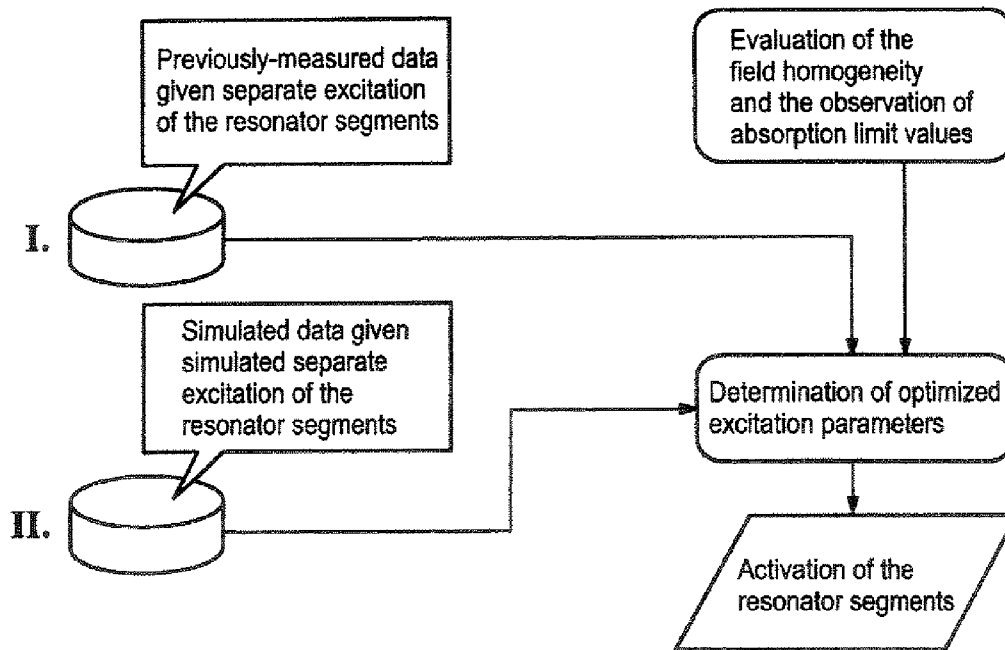 Previously-measured data
given separate excitation
of the resonator segments
Evaluation of the
field homogeneity
and the observation of
absorption limit values
I.
Simulated data given
simulated separate
excitation of the
resonator segments
Determination of optimized
excitation parameters
II.
Activation of the
resonator segments